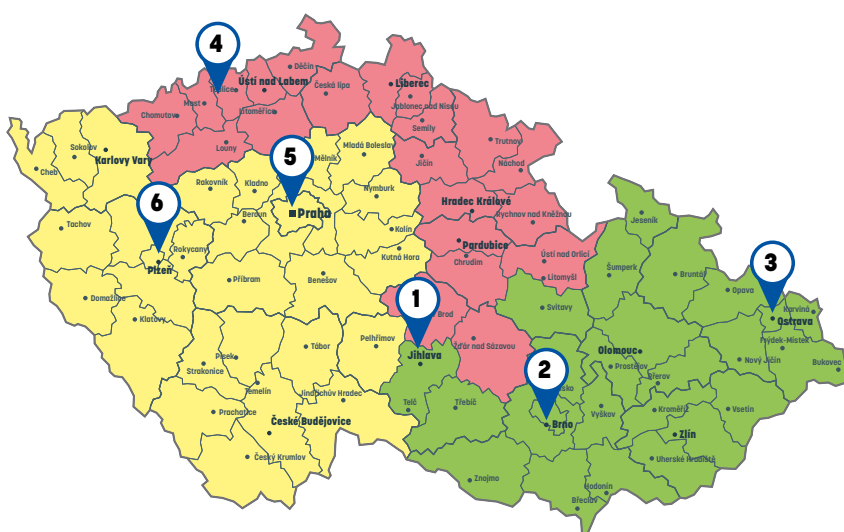 4
Děčín
Teplice
Ústí nad Labem
Česká lípa
Liberec
Most
Chomutov
Litoměřice
Jablonec nad Nisou
Semily
Louny
Trutnov
5
Mladá Boleslav
Mělník
Jičín
Náchod
Sokolov
Karlovy Vary
Cheb
6
Rakovník
Kladno
Nymburk
Hradec Králové
Rychnov nad Kněžnou
Praha
Beroun
Kolín
Jeseník
Tachov
Rokycany
Kutná Hora
Pardubice
Chrudim
Ústí nad Orlicí
Litomyšl
3
Plzeň
Příbram
Benešov
Šumperk
Bruntál
Opava
Domažlice
1
Brod
Svitavy
Karviná
Ostrava
Klatovy
Pelhřimov
Tábor
Žďár nad Sázavou
Olomouc
Frýdek-Místek
Písek
Strakonice
Jihlava
2
Prostějov
Nový Jičín
Bukovec
Temelín
Jindřichův Hradec
Přerov
Prachatice
České Budějovice
Telč
Třebíč
Brno
Vyškov
Kroměříž
Vsetín
Zlín
Český Krumlov
Uherské Hradiště
Znojmo
Hodonín
Břeclav